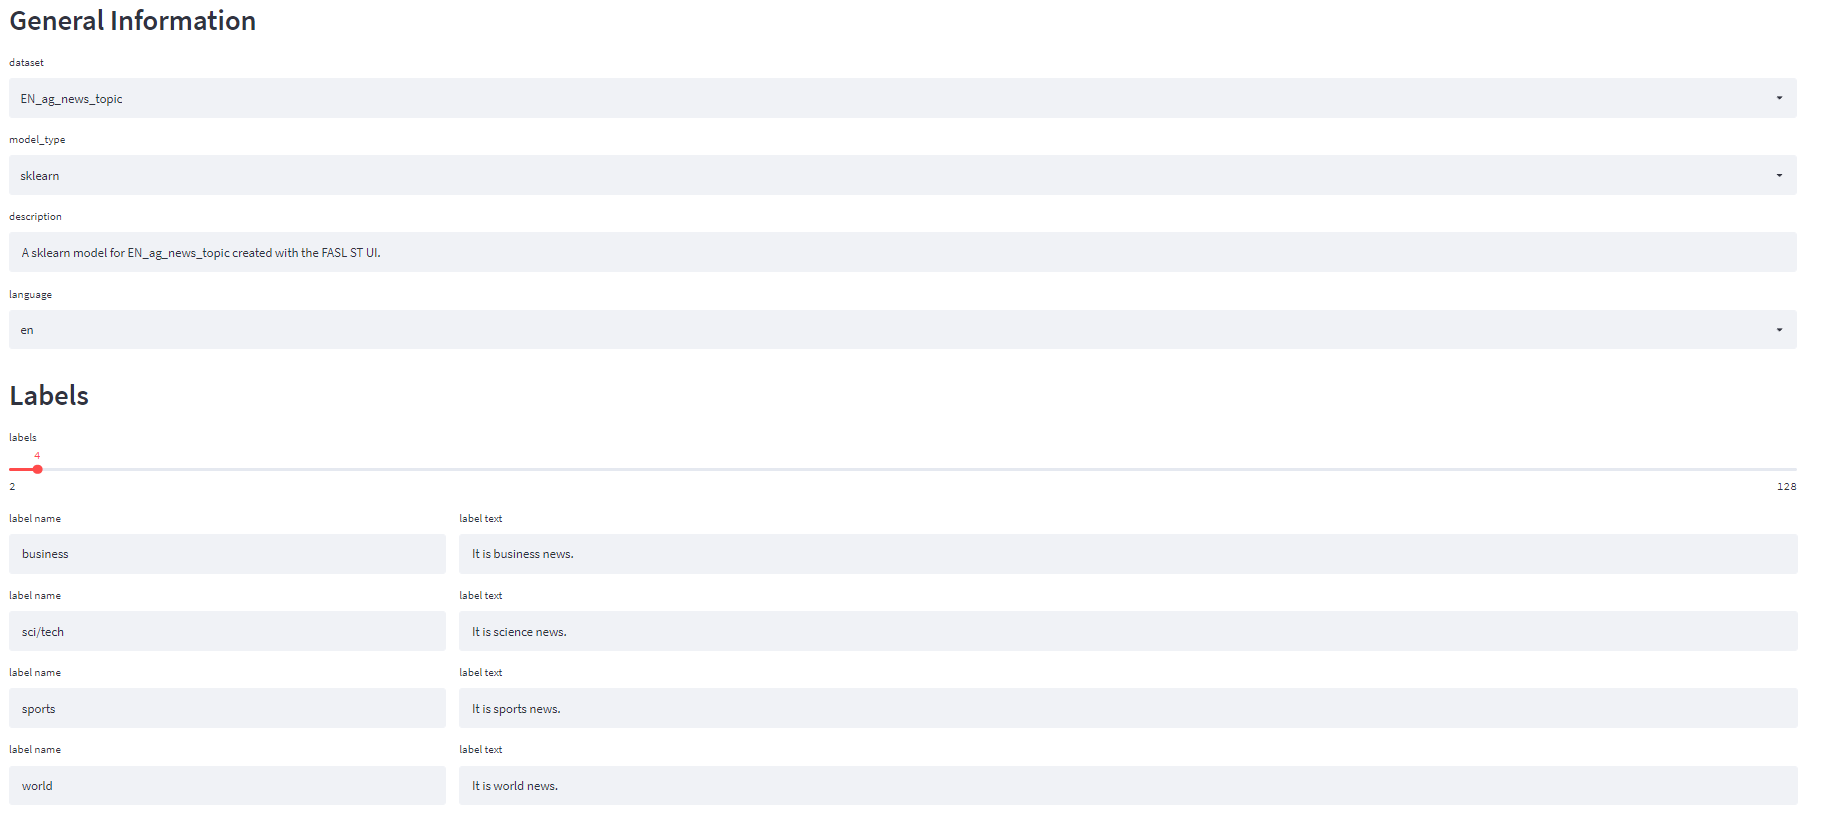 General Information
dataset
EN_ag_news_topic
model_type
sklearn
description
A sklearn model for EN_ag_news_topic created with the FASL ST UI.
language
en
Labels
labels
4
2 128
label name label text
business It is business news.
label name label text
sci/tech It is science news.
label name label text
sports It is sports news.
label name label text
world It is world news.